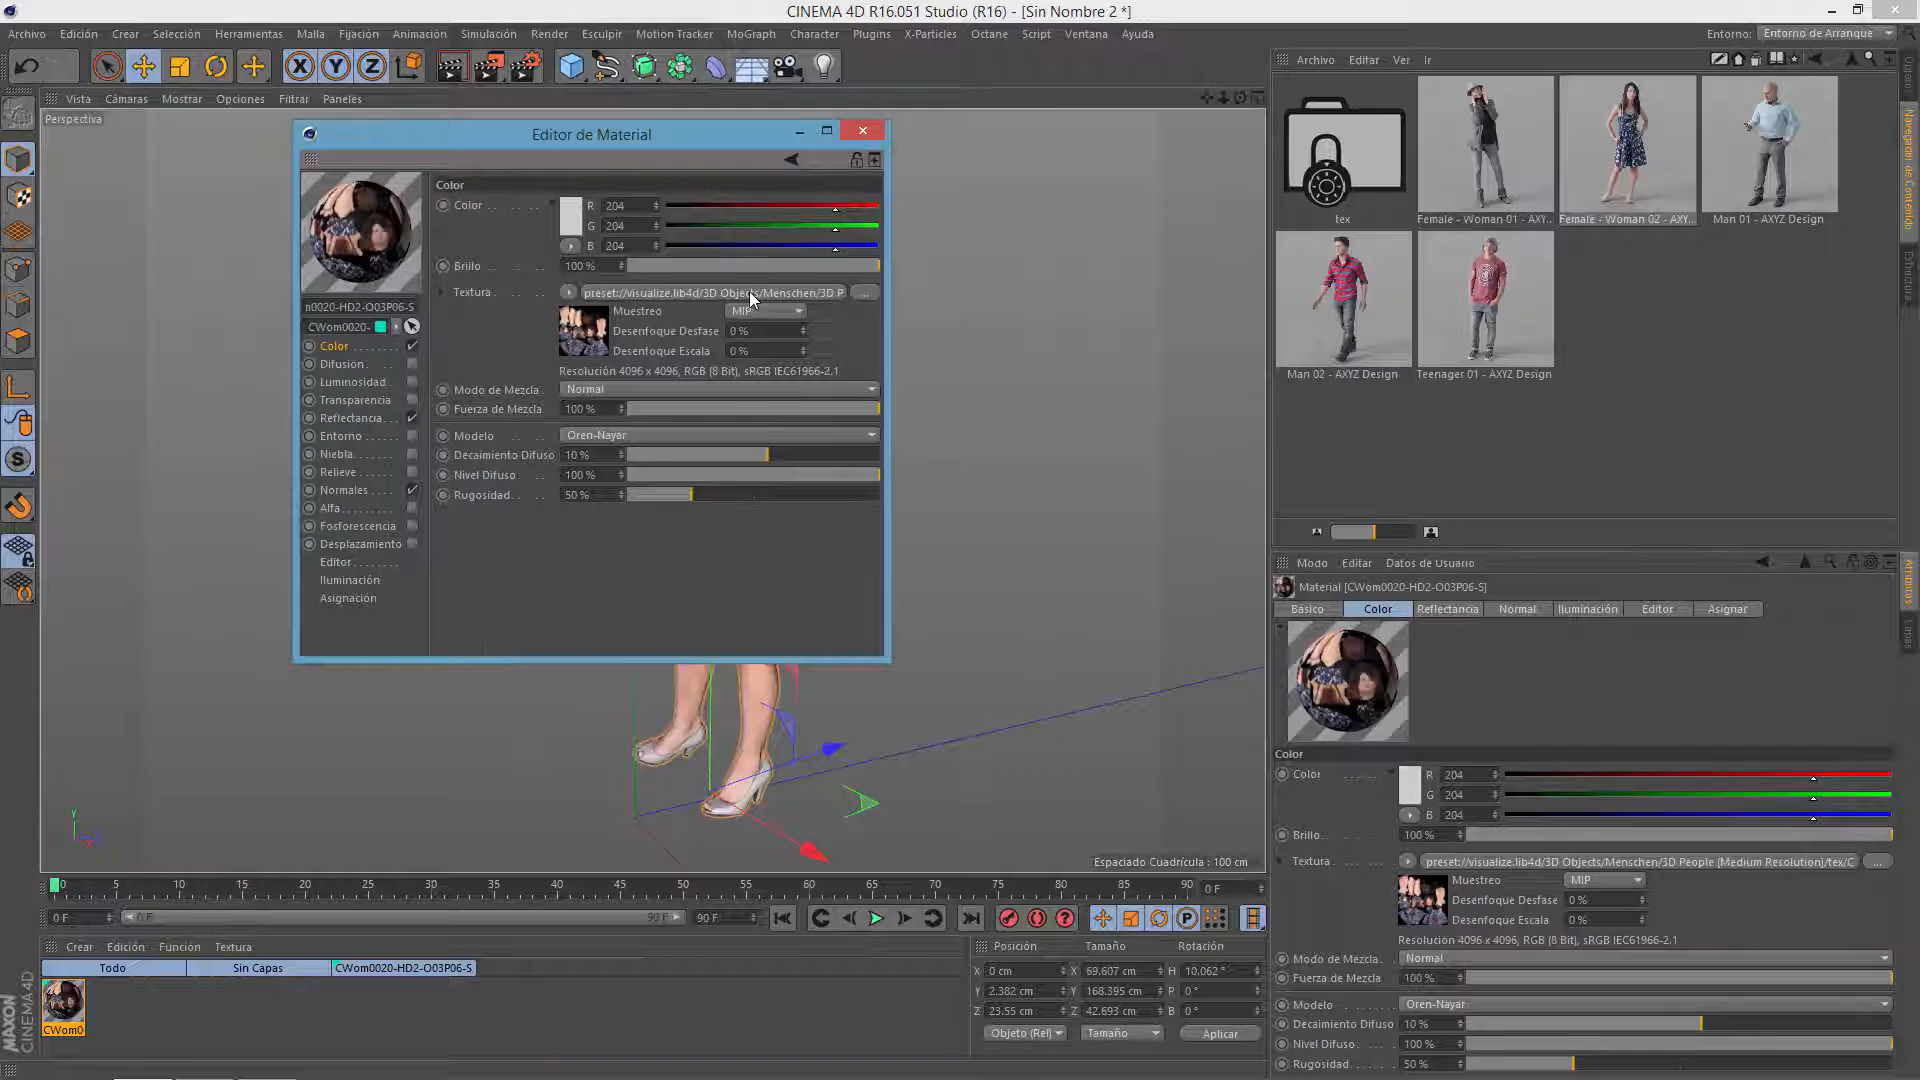 CINEMA 4D R16.051 Studio (R16) - [Sin Nombre 2 *]
Archivo Edición Crear Selección Herramientas Malla Fijación Animación Simulación Render Esculpir Motion Tracker MoGraph Character Plugins X-Particles Octane Script Ventana Ayuda
Entorno: Entorno de Arranque
Vista Cámaras Mostrar Opciones Filtrar Paneles
Perspectiva
Editor de Material
Color
Color R 204
G 204
B 204
Brillo 100 %
Textura preset://visualize.lib4d/3D Objects/Menschen/3D P ...
Muestreo MIP
Desenfoque Desfase 0 %
Desenfoque Escala 0 %
Resolución 4096 x 4096, RGB (8 Bit), sRGB IEC61966-2.1
Modo de Mezcla Normal
Fuerza de Mezcla 100 %
Modelo Oren-Nayar
Decaimiento Difuso 10 %
Nivel Difuso 100 %
Rugosidad 50 %
n0020-HD2-O03P06-S
CWom0020-
Color
Difusión
Luminosidad
Transparencia
Reflectancia
Entorno
Niebla
Relieve
Normales
Alfa
Fosforescencia
Desplazamiento
Editor
Iluminación
Asignación
Espaciado Cuadrícula : 100 cm
0 5 10 15 20 25 30 35 40 45 50 55 60 65 70 75 80 85 90 0 F
0 F 0 F 90 F 90 F
Crear Edición Función Textura
Todo Sin Capas CWom0020-HD2-O03P06-S
CWom0
MAXON CINEMA 4D
Posición Tamaño Rotación
X 0 cm X 69.607 cm H 10.062 °
Y 2.382 cm Y 168.395 cm P 0 °
Z 23.55 cm Z 42.693 cm B 0 °
Objeto (Rel) Tamaño Aplicar
Archivo Editar Ver Ir
tex
Female - Woman 01 - AXY...
Female - Woman 02 - AXY...
Man 01 - AXYZ Design
Man 02 - AXYZ Design
Teenager 01 - AXYZ Design
Objetos
Navegador de Contenido
Estructura
Modo Editar Datos de Usuario
Material [CWom0020-HD2-O03P06-S]
Básico Color Reflectancia Normal Iluminación Editor Asignar
Color
Color R 204
G 204
B 204
Brillo 100 %
Textura preset://visualize.lib4d/3D Objects/Menschen/3D People [Medium Resolution]/tex/C ...
Muestreo MIP
Desenfoque Desfase 0 %
Desenfoque Escala 0 %
Resolución 4096 x 4096, RGB (8 Bit), sRGB IEC61966-2.1
Modo de Mezcla Normal
Fuerza de Mezcla 100 %
Modelo Oren-Nayar
Decaimiento Difuso 10 %
Nivel Difuso 100 %
Rugosidad 50 %
Atributos
Capas